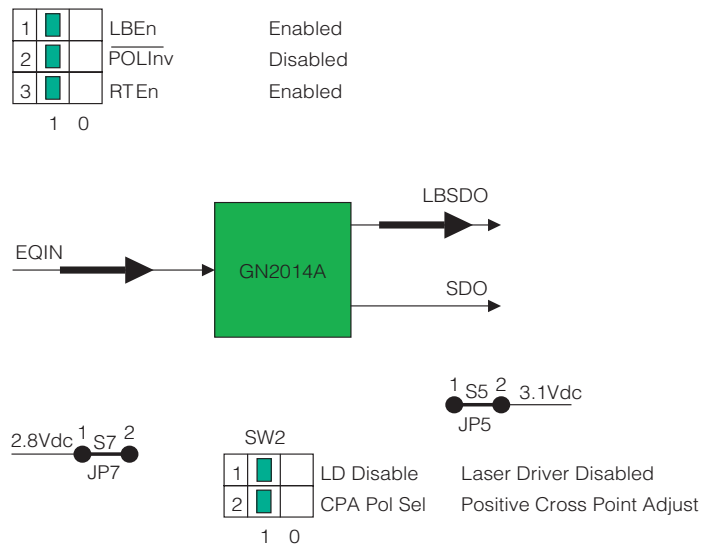 1 LBEn Enabled
2 POLInv Disabled
3 RTEn Enabled
1 0
LBSDO
EQIN
GN2014A
SDO
1 S5 2 3.1Vdc
JP5
2.8Vdc 1 S7 2
JP7
SW2
1 LD Disable Laser Driver Disabled
2 CPA Pol Sel Positive Cross Point Adjust
1 0